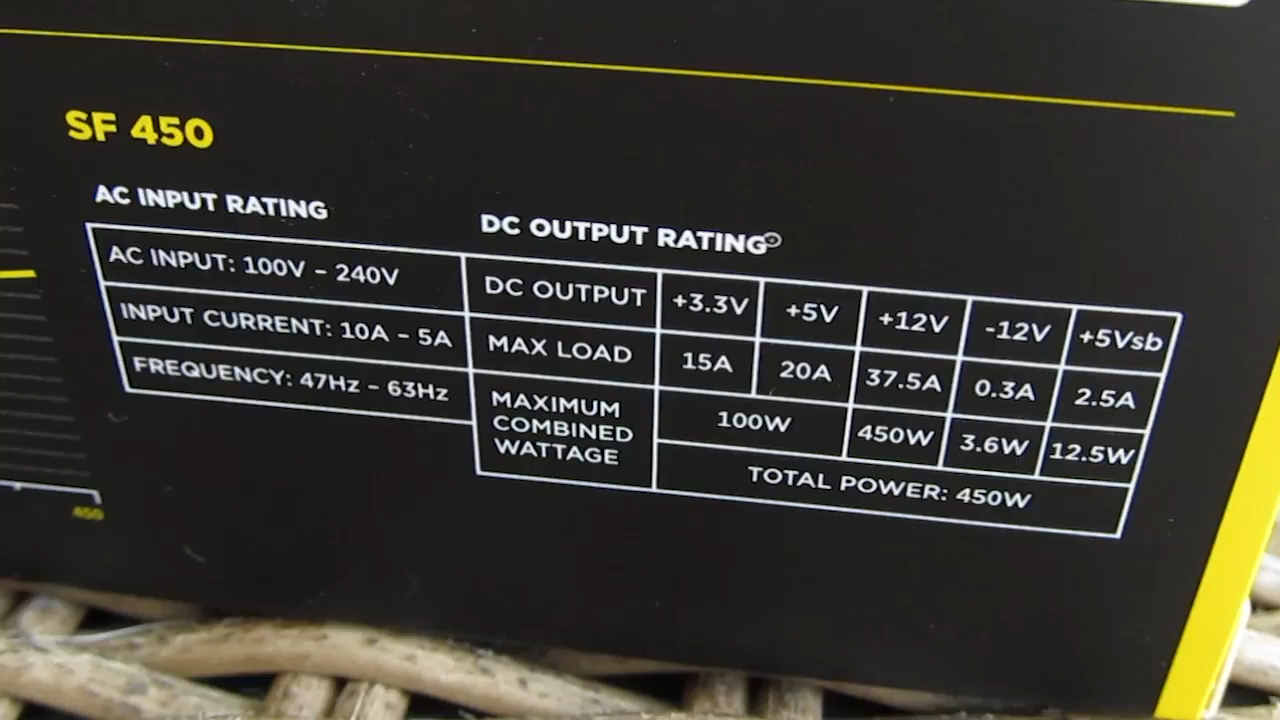 SF 450
AC INPUT RATING
AC INPUT: 100V - 240V
INPUT CURRENT: 10A - 5A
FREQUENCY: 47Hz - 63Hz
DC OUTPUT RATING
DC OUTPUT +3.3V +5V +12V -12V +5Vsb
MAX LOAD 15A 20A 37.5A 0.3A 2.5A
MAXIMUM
COMBINED
WATTAGE
100W 450W 3.6W 12.5W
TOTAL POWER: 450W
450